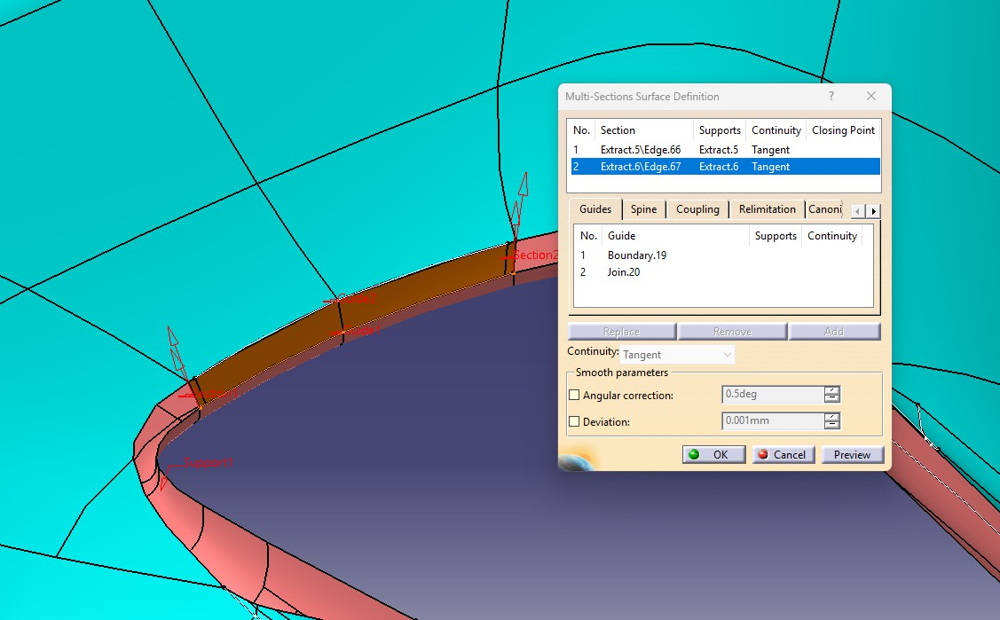 Multi-Sections Surface Definition
?
No. Section Supports Continuity Closing Point
1 Extract.5\Edge.66 Extract.5 Tangent
2 Extract.6\Edge.67 Extract.6 Tangent
Guides Spine Coupling Relimitation Canoni
No. Guide Supports Continuity
1 Boundary.19
2 Join.20
Replace Remove Add
Continuity: Tangent
Smooth parameters
Angular correction: 0.5deg
Deviation: 0.001mm
OK Cancel Preview
Section2
Support1